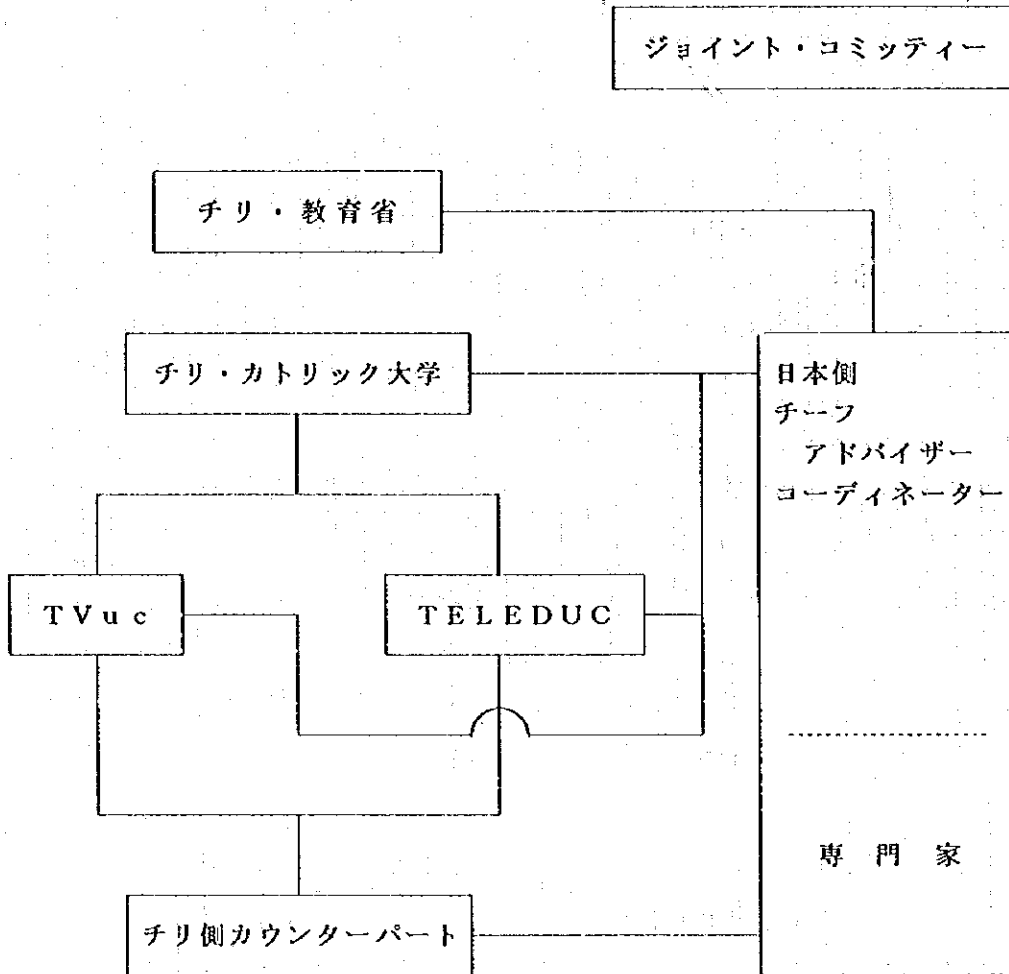 ジョイント・コミッティー
チリ・教育省
チリ・カトリック大学
日本側
チーフ
アドバイザー
コーディネーター
TVuc
TELEDUC
専門家
チリ側カウンターパート